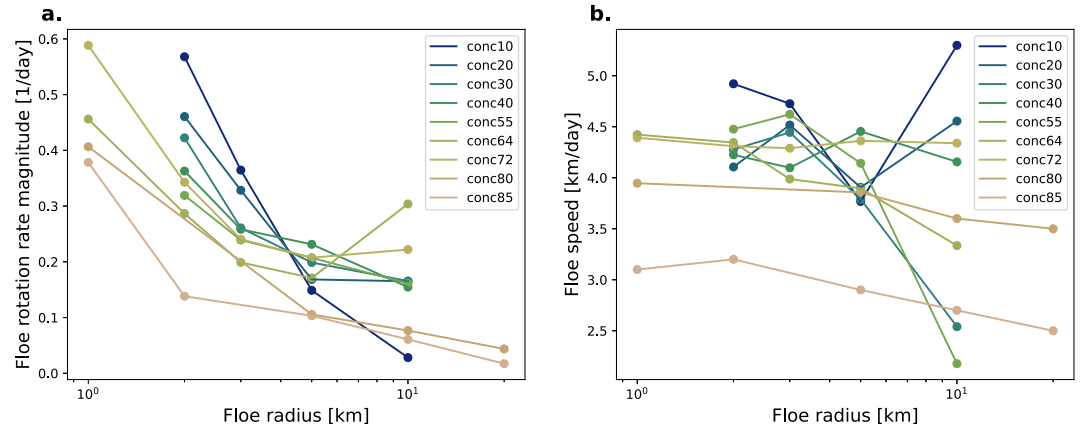 a.
Floe rotation rate magnitude [1/day]
0.6
0.5
0.4
0.3
0.2
0.1
0.0
10⁰
10¹
Floe radius [km]
conc10
conc20
conc30
conc40
conc55
conc64
conc72
conc80
conc85
b.
Floe speed [km/day]
5.0
4.5
4.0
3.5
3.0
2.5
10⁰
10¹
Floe radius [km]
conc10
conc20
conc30
conc40
conc55
conc64
conc72
conc80
conc85